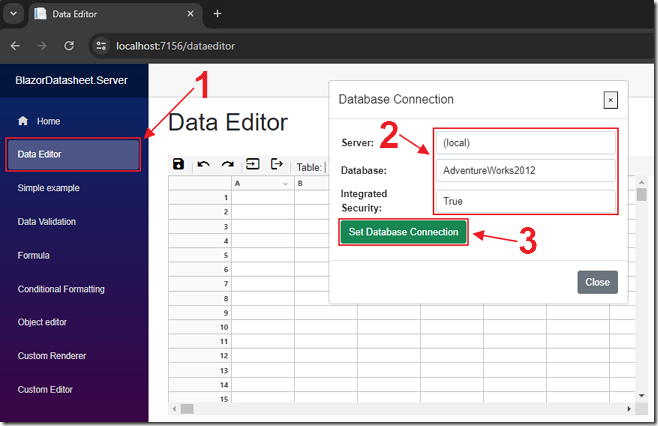 Data Editor
localhost:7156/dataeditor
BlazorDatasheet.Server
Home
Data Editor
Simple example
Data Validation
Formula
Conditional Formatting
Object editor
Custom Renderer
Custom Editor
1
Data Editor
Table:
A B
1
2
3
4
5
6
7
8
9
10
11
12
13
14
15
Database Connection
×
2
Server: (local)
Database: AdventureWorks2012
Integrated
Security: True
Set Database Connection
3
Close